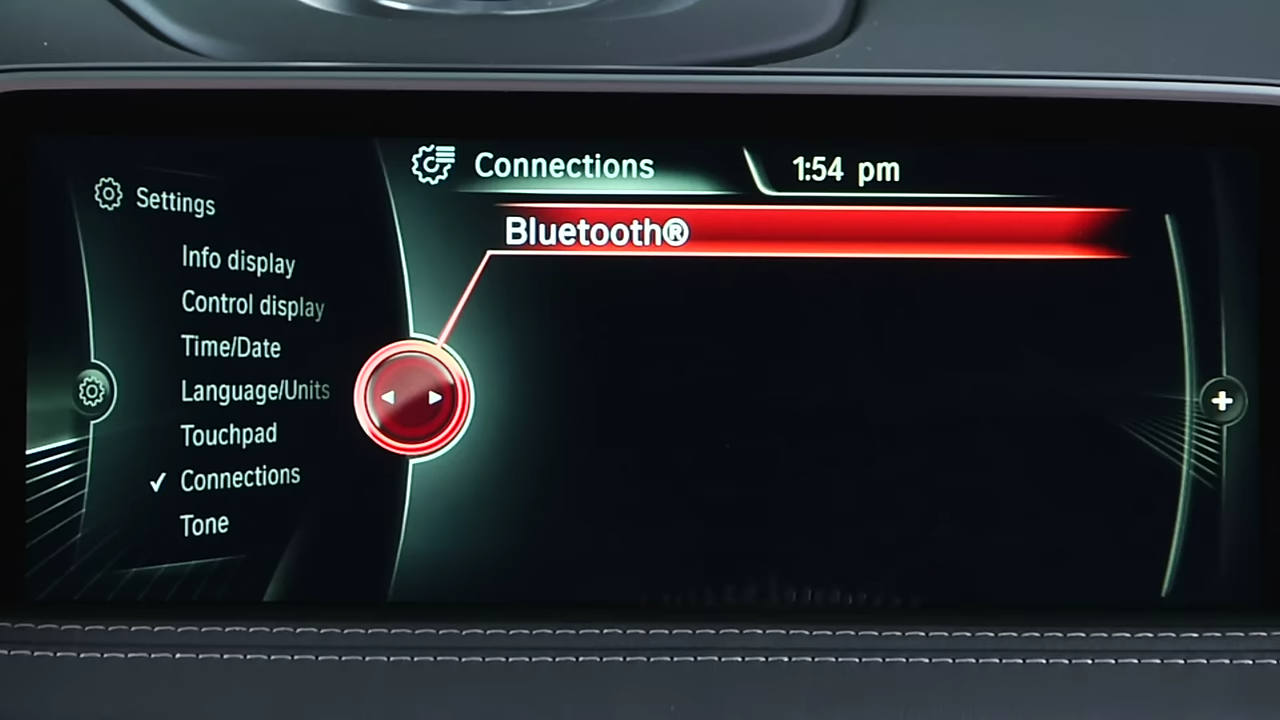 Settings
Info display
Control display
Time/Date
Language/Units
Touchpad
✓ Connections
Tone
Connections
1:54 pm
Bluetooth®